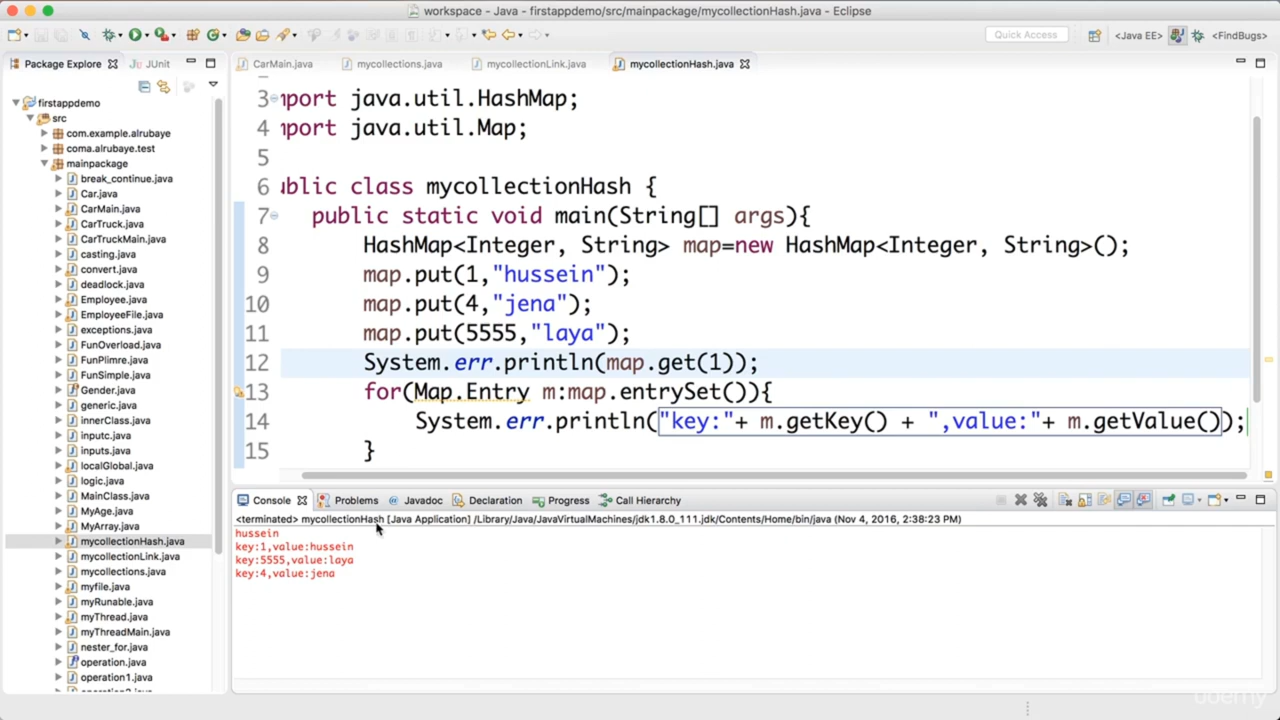 workspace - Java - firstappdemo/src/mainpackage/mycollectionHash.java - Eclipse
Quick Access
<Java EE>
<FindBugs>
Package Explorer
JUnit
CarMain.java
mycollections.java
mycollectionLink.java
mycollectionHash.java
firstappdemo
src
com.example.alrubaye
coma.alrubaye.test
mainpackage
break_continue.java
Car.java
CarMain.java
CarTruck.java
CarTruckMain.java
casting.java
convert.java
deadlock.java
Employee.java
EmployeeFile.java
exceptions.java
FunOverload.java
FunPlimre.java
FunSimple.java
Gender.java
generic.java
innerClass.java
inputc.java
inputs.java
localGlobal.java
logic.java
MainClass.java
MyAge.java
MyArray.java
mycollectionHash.java
mycollectionLink.java
mycollections.java
myfile.java
myRunable.java
myThread.java
myThreadMain.java
nester_for.java
operation.java
operation1.java
3 nport java.util.HashMap;
4 nport java.util.Map;
5
6 ublic class mycollectionHash {
7 public static void main(String[] args){
8 HashMap<Integer, String> map=new HashMap<Integer, String>();
9 map.put(1,"hussein");
10 map.put(4,"jena");
11 map.put(5555,"laya");
12 System.err.println(map.get(1));
13 for(Map.Entry m:map.entrySet()){
14 System.err.println("key:"+ m.getKey() + ",value:"+ m.getValue());
15 }
Console
Problems
Javadoc
Declaration
Progress
Call Hierarchy
<terminated> mycollectionHash [Java Application] /Library/Java/JavaVirtualMachines/jdk1.8.0_111.jdk/Contents/Home/bin/java (Nov 4, 2016, 2:38:23 PM)
hussein
key:1,value:hussein
key:5555,value:laya
key:4,value:jena
udemy